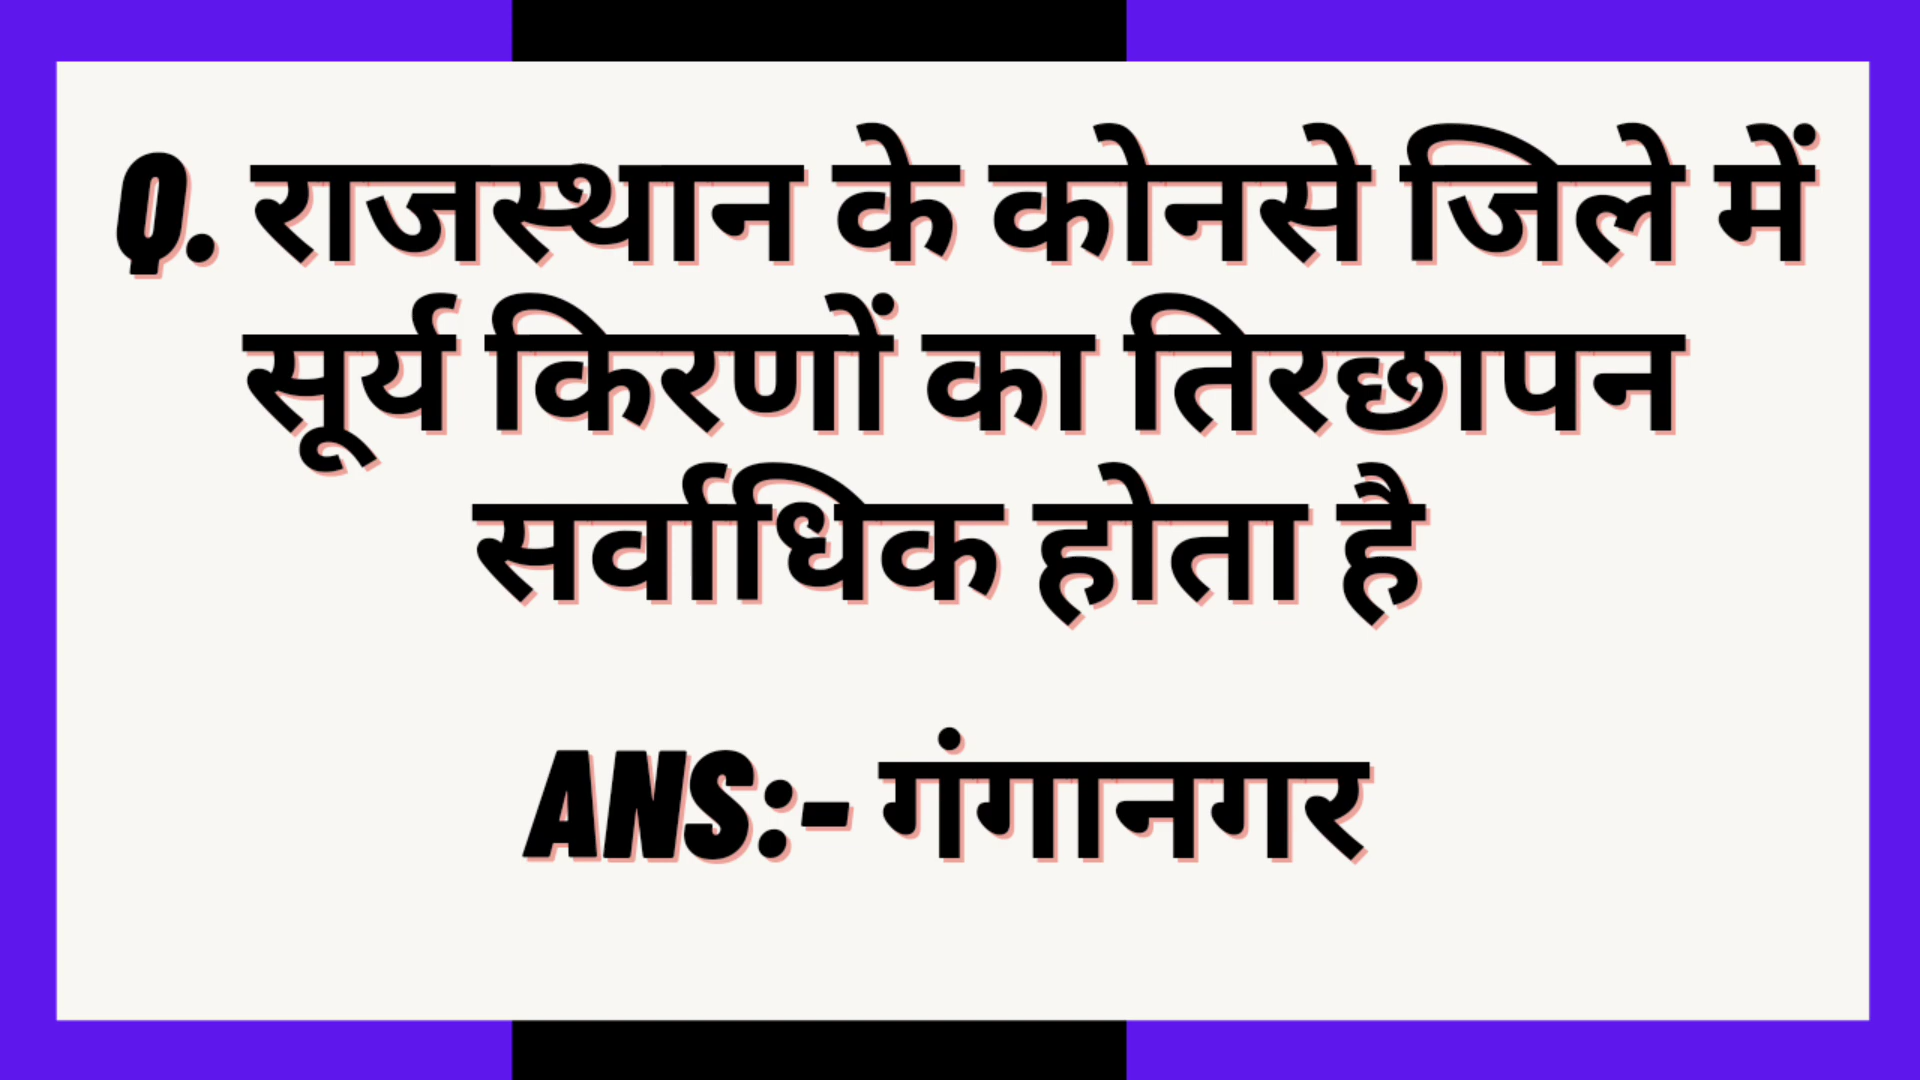 Q. राजस्थान के कोनसे जिले में
सूर्य किरणों का तिरछापन
सर्वाधिक होता है
ANS:- गंगानगर